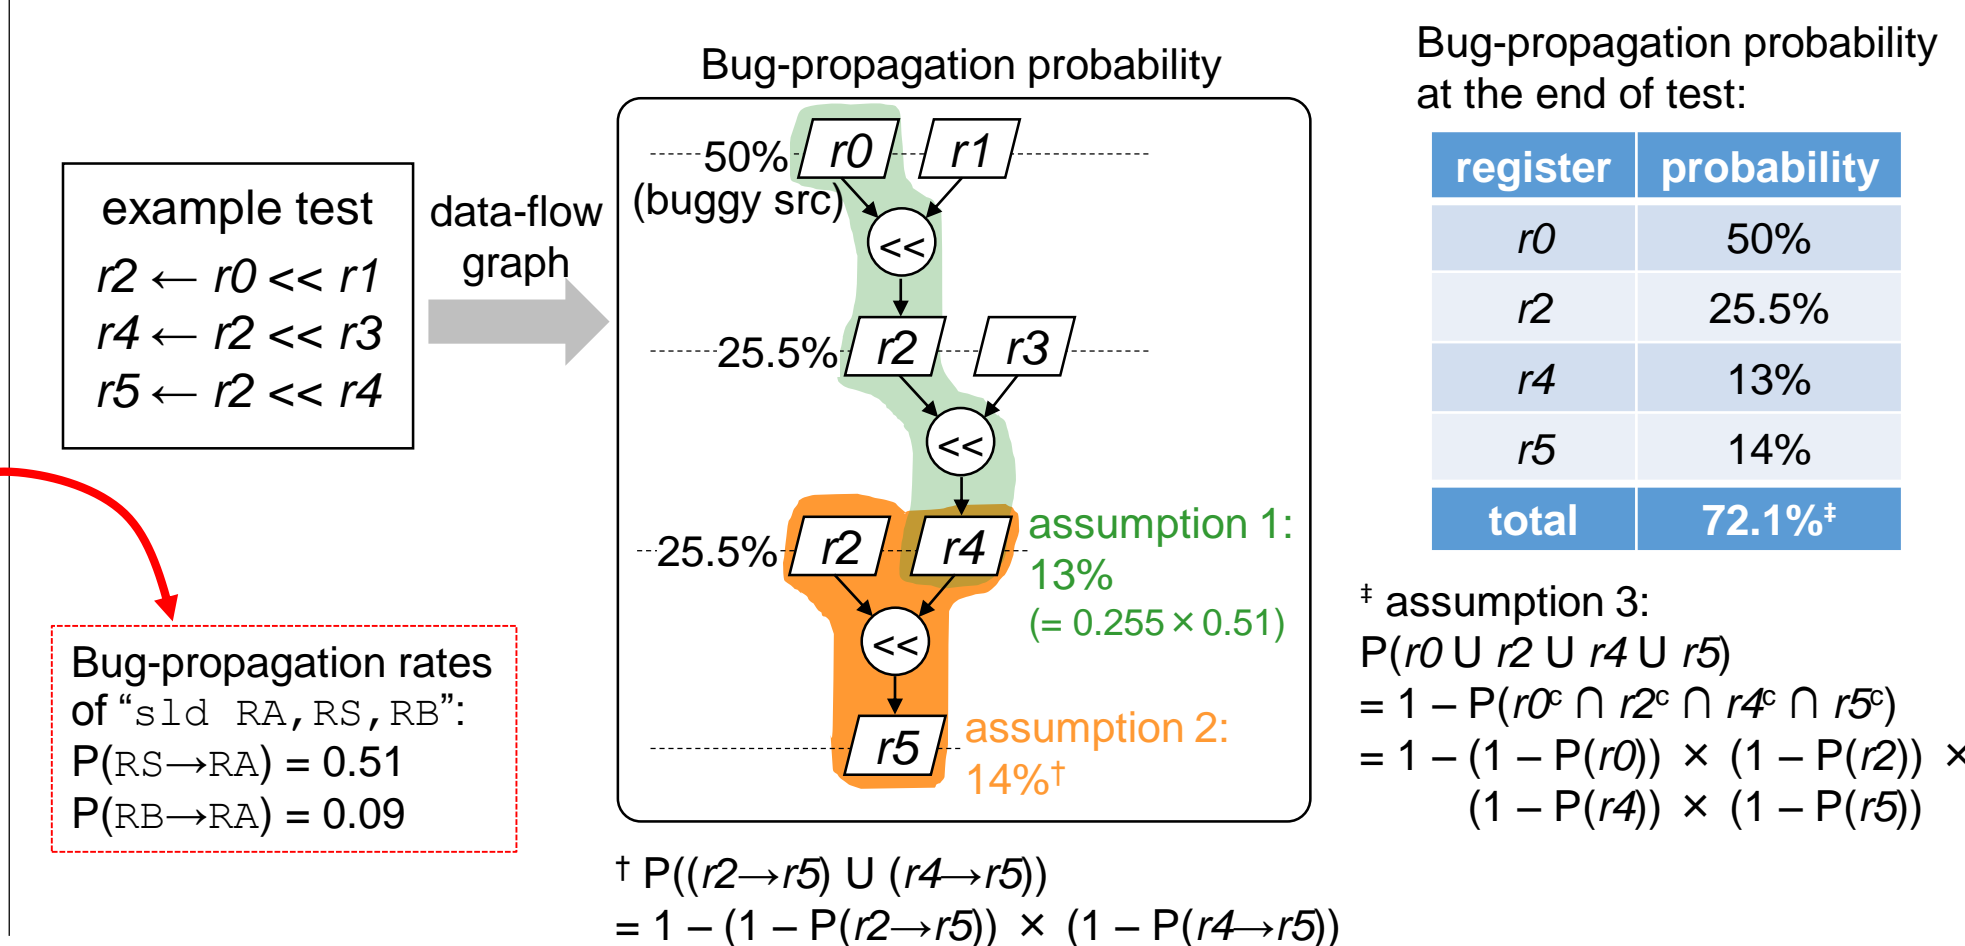 example test
r2 ← r0 << r1
r4 ← r2 << r3
r5 ← r2 << r4
data-flow
graph
Bug-propagation rates
of “sld RA,RS,RB”:
P(RS→RA) = 0.51
P(RB→RA) = 0.09
Bug-propagation probability
50% r0 r1
(buggy src)
<<
25.5% r2 r3
<<
25.5% r2 r4
assumption 1:
13%
(= 0.255 × 0.51)
<<
r5
assumption 2:
14%†
† P((r2→r5) U (r4→r5))
= 1 – (1 – P(r2→r5)) × (1 – P(r4→r5))
Bug-propagation probability
at the end of test:
register probability
r0 50%
r2 25.5%
r4 13%
r5 14%
total 72.1%‡
‡ assumption 3:
P(r0 U r2 U r4 U r5)
= 1 – P(r0ᶜ ∩ r2ᶜ ∩ r4ᶜ ∩ r5ᶜ)
= 1 – (1 – P(r0)) × (1 – P(r2)) ×
(1 – P(r4)) × (1 – P(r5))